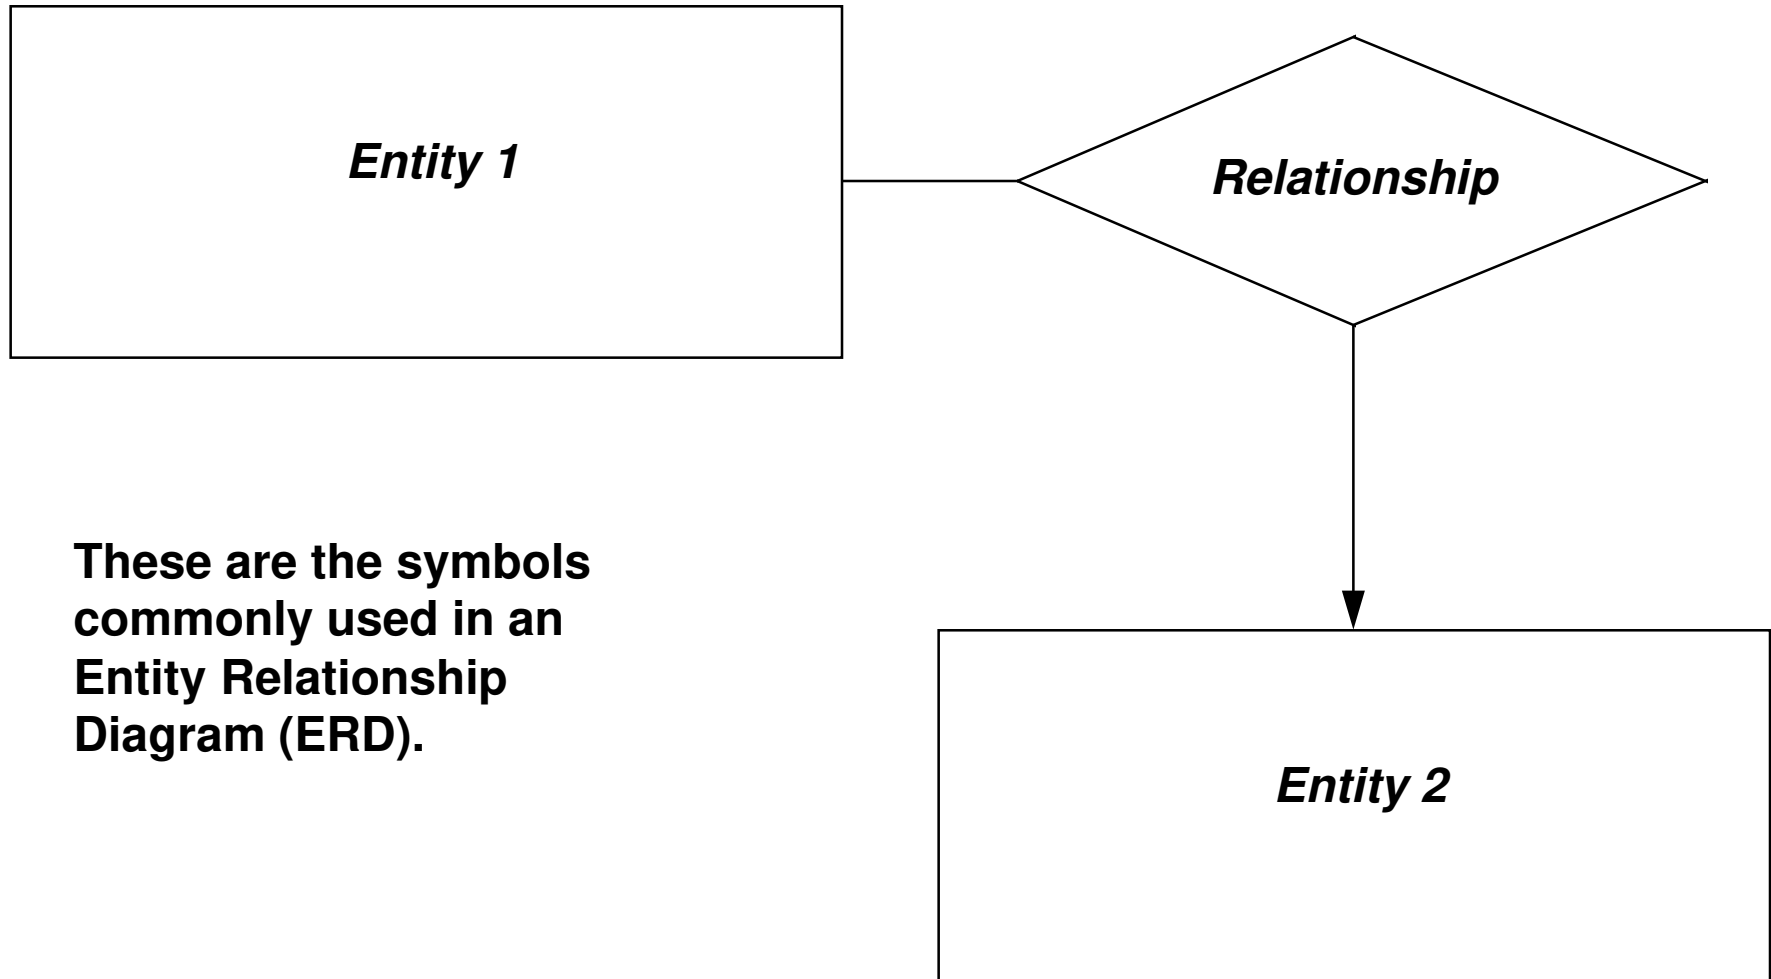 Entity 1
Relationship
These are the symbols
commonly used in an
Entity Relationship
Diagram (ERD).
Entity 2